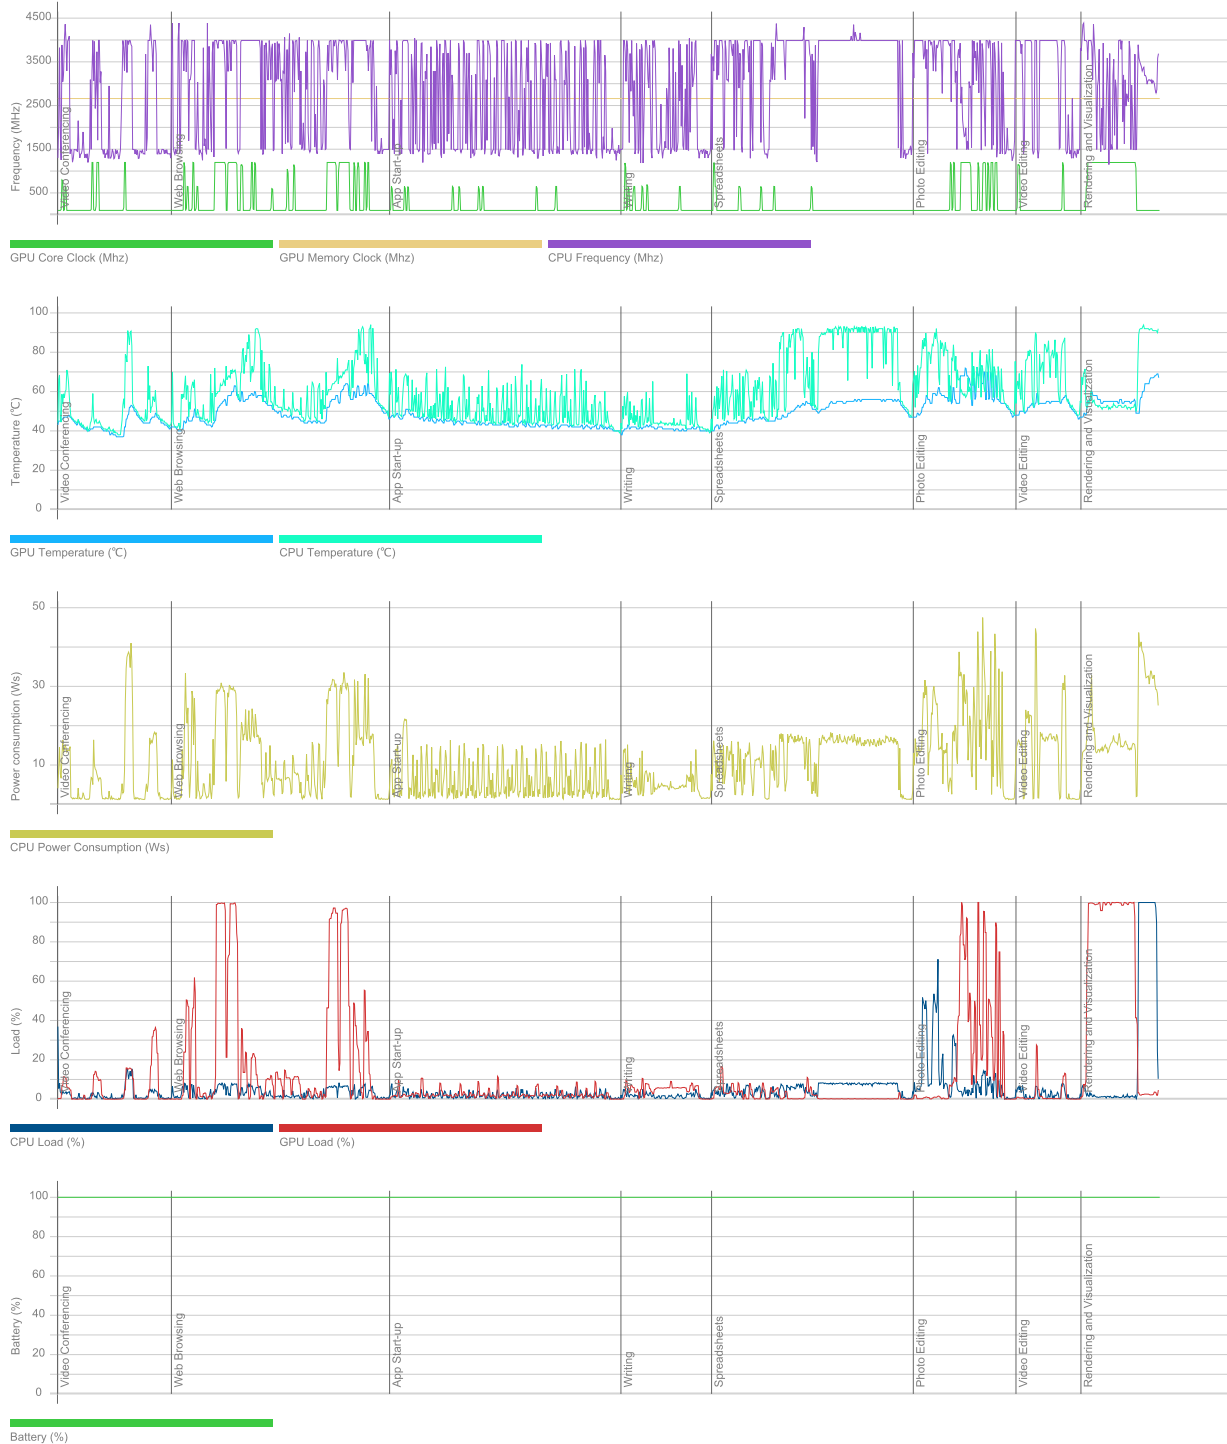 4500
3500
2500
1500
500
Frequency (MHz)
Video Conferencing
Web Browsing
App Start-up
Writing
Spreadsheets
Photo Editing
Video Editing
Rendering and Visualization
GPU Core Clock (Mhz)
GPU Memory Clock (Mhz)
CPU Frequency (Mhz)
100
80
60
40
20
0
Temperature (℃)
Video Conferencing
Web Browsing
App Start-up
Writing
Spreadsheets
Photo Editing
Video Editing
Rendering and Visualization
GPU Temperature (℃)
CPU Temperature (℃)
50
30
10
Power consumption (Ws)
Video Conferencing
Web Browsing
App Start-up
Writing
Spreadsheets
Photo Editing
Video Editing
Rendering and Visualization
CPU Power Consumption (Ws)
100
80
60
40
20
0
Load (%)
Video Conferencing
Web Browsing
App Start-up
Writing
Spreadsheets
Photo Editing
Video Editing
Rendering and Visualization
CPU Load (%)
GPU Load (%)
100
80
60
40
20
0
Battery (%)
Video Conferencing
Web Browsing
App Start-up
Writing
Spreadsheets
Photo Editing
Video Editing
Rendering and Visualization
Battery (%)